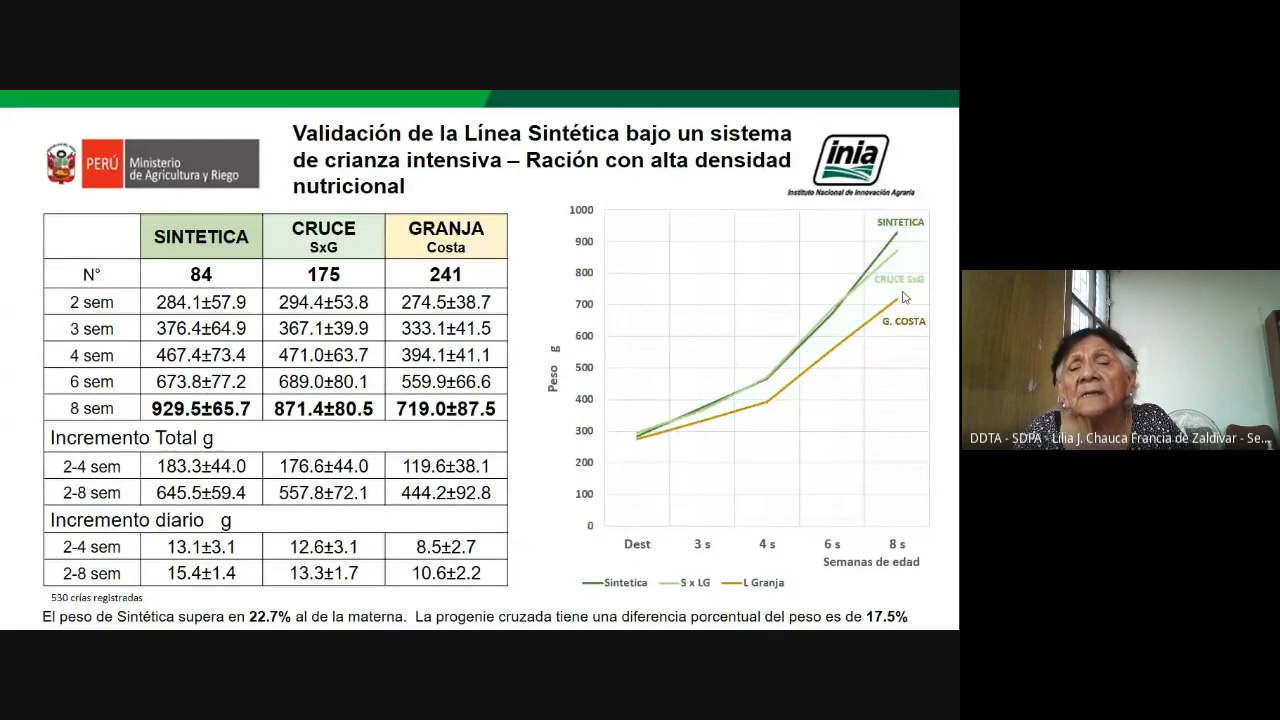 Validación de la Línea Sintética bajo un sistema
de crianza intensiva – Ración con alta densidad
nutricional
PERÚ Ministerio
de Agricultura y Riego
inia
Instituto Nacional de Innovación Agraria
SINTETICA CRUCE SxG GRANJA Costa
N° 84 175 241
2 sem 284.1±57.9 294.4±53.8 274.5±38.7
3 sem 376.4±64.9 367.1±39.9 333.1±41.5
4 sem 467.4±73.4 471.0±63.7 394.1±41.1
6 sem 673.8±77.2 689.0±80.1 559.9±66.6
8 sem 929.5±65.7 871.4±80.5 719.0±87.5
Incremento Total g
2-4 sem 183.3±44.0 176.6±44.0 119.6±38.1
2-8 sem 645.5±59.4 557.8±72.1 444.2±92.8
Incremento diario g
2-4 sem 13.1±3.1 12.6±3.1 8.5±2.7
2-8 sem 15.4±1.4 13.3±1.7 10.6±2.2
530 crías registradas
1000
900
800
700
600
500
400
300
200
100
0
Peso g
SINTETICA
CRUCE SxG
G. COSTA
Dest 3 s 4 s 6 s 8 s
Semanas de edad
Sintetica S x LG L Granja
El peso de Sintética supera en 22.7% al de la materna. La progenie cruzada tiene una diferencia porcentual del peso es de 17.5%
DDTA - SDPA - Lilia J. Chauca Francia de Zaldivar - Se...